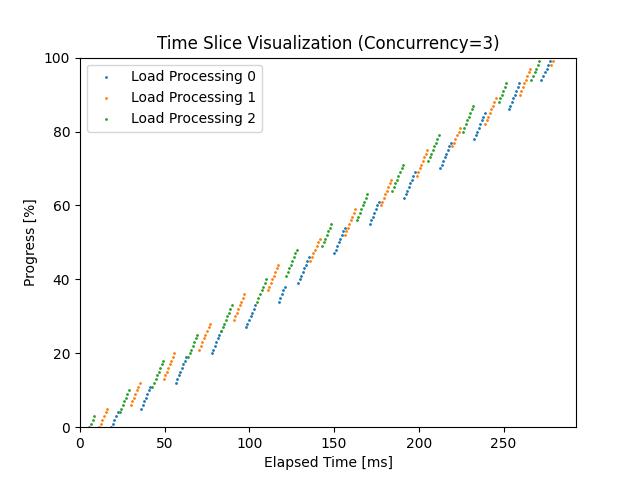 Time Slice Visualization (Concurrency=3)
Load Processing 0
Load Processing 1
Load Processing 2
Progress [%]
100
80
60
40
20
0
0 50 100 150 200 250
Elapsed Time [ms]